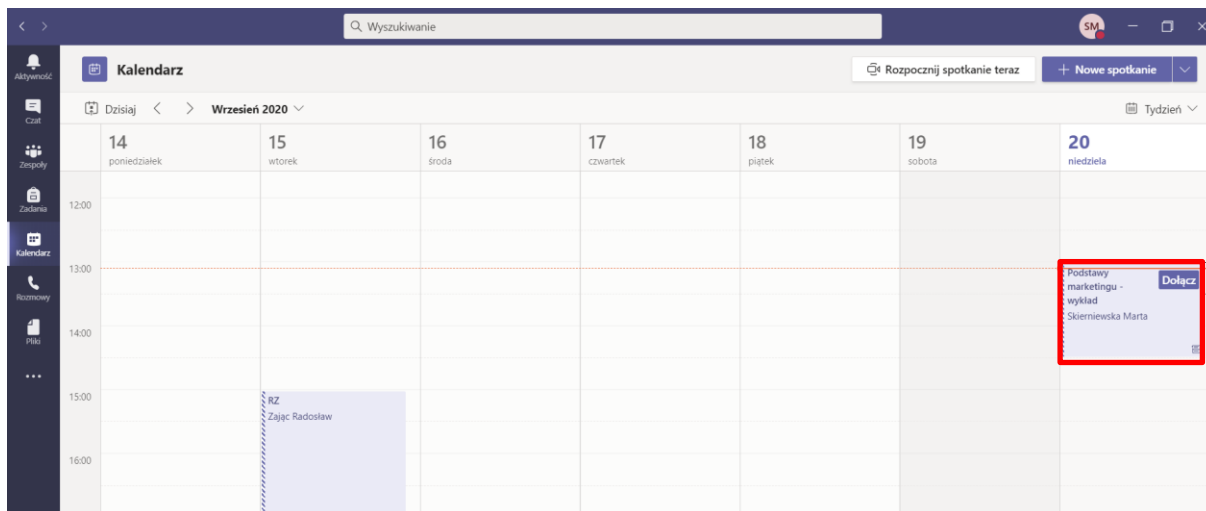 Wyszukiwanie
SM
Aktywność
Czat
Zespoły
Zadania
Kalendarz
Rozmowy
Pliki
Kalendarz
Rozpocznij spotkanie teraz
+ Nowe spotkanie
Dzisiaj
Wrzesień 2020
Tydzień
14
poniedziałek
15
wtorek
16
środa
17
czwartek
18
piątek
19
sobota
20
niedziela
12:00
13:00
14:00
15:00
16:00
Podstawy
marketingu -
wykład
Skierniewska Marta
Dołącz
RZ
Zając Radosław